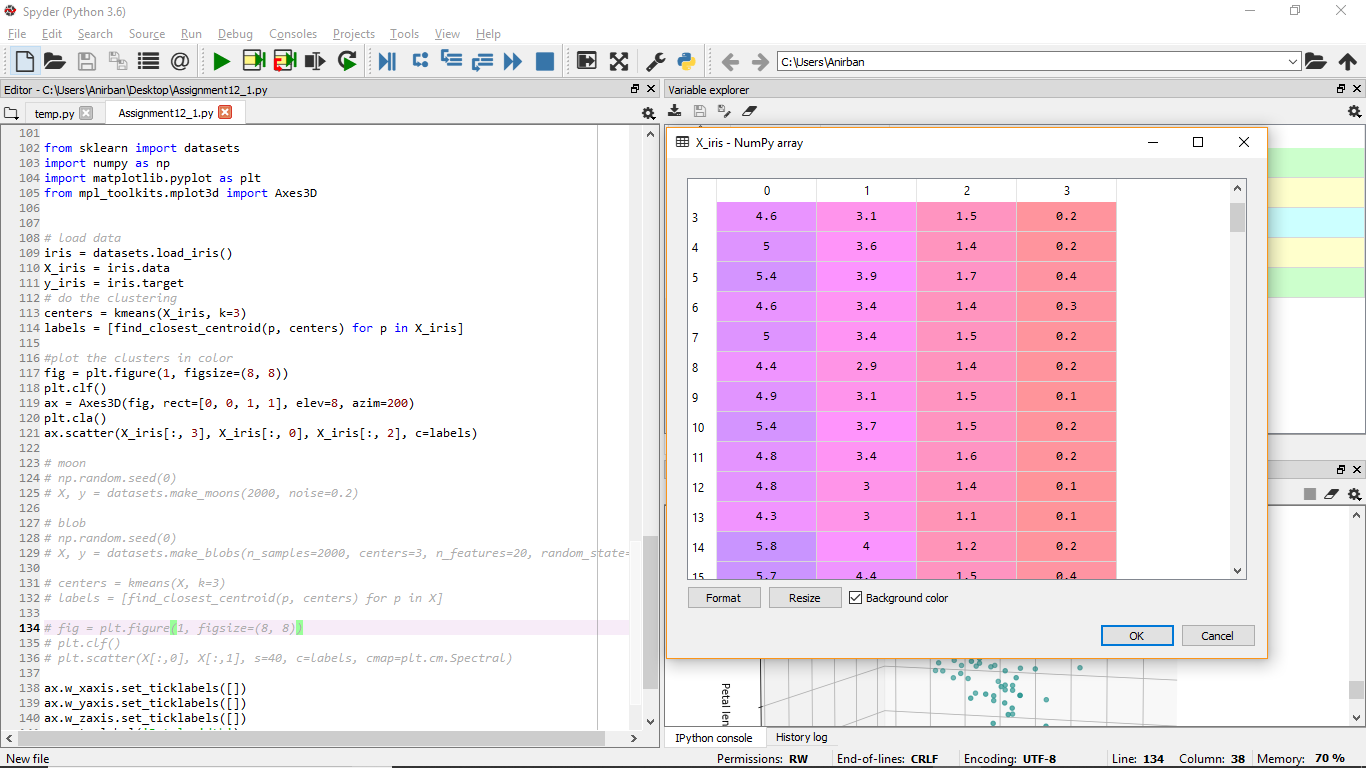 Spyder (Python 3.6)
File Edit Search Source Run Debug Consoles Projects Tools View Help
C:\Users\Anirban
Editor - C:\Users\Anirban\Desktop\Assignment12_1.py
temp.py Assignment12_1.py
101
102 from sklearn import datasets
103 import numpy as np
104 import matplotlib.pyplot as plt
105 from mpl_toolkits.mplot3d import Axes3D
106
107
108 # load data
109 iris = datasets.load_iris()
110 X_iris = iris.data
111 y_iris = iris.target
112 # do the clustering
113 centers = kmeans(X_iris, k=3)
114 labels = [find_closest_centroid(p, centers) for p in X_iris]
115
116 #plot the clusters in color
117 fig = plt.figure(1, figsize=(8, 8))
118 plt.clf()
119 ax = Axes3D(fig, rect=[0, 0, 1, 1], elev=8, azim=200)
120 plt.cla()
121 ax.scatter(X_iris[:, 3], X_iris[:, 0], X_iris[:, 2], c=labels)
122
123 # moon
124 # np.random.seed(0)
125 # X, y = datasets.make_moons(2000, noise=0.2)
126
127 # blob
128 # np.random.seed(0)
129 # X, y = datasets.make_blobs(n_samples=2000, centers=3, n_features=20, random_state=
130
131 # centers = kmeans(X, k=3)
132 # labels = [find_closest_centroid(p, centers) for p in X]
133
134 # fig = plt.figure(1, figsize=(8, 8))
135 # plt.clf()
136 # plt.scatter(X[:,0], X[:,1], s=40, c=labels, cmap=plt.cm.Spectral)
137
138 ax.w_xaxis.set_ticklabels([])
139 ax.w_yaxis.set_ticklabels([])
140 ax.w_zaxis.set_ticklabels([])
Variable explorer
X_iris - NumPy array
0 1 2 3
3 4.6 3.1 1.5 0.2
4 5 3.6 1.4 0.2
5 5.4 3.9 1.7 0.4
6 4.6 3.4 1.4 0.3
7 5 3.4 1.5 0.2
8 4.4 2.9 1.4 0.2
9 4.9 3.1 1.5 0.1
10 5.4 3.7 1.5 0.2
11 4.8 3.4 1.6 0.2
12 4.8 3 1.4 0.1
13 4.3 3 1.1 0.1
14 5.8 4 1.2 0.2
15 5.7 4.4 1.5 0.4
Format Resize Background color
OK Cancel
Petal len
IPython console History log
New file Permissions: RW End-of-lines: CRLF Encoding: UTF-8 Line: 134 Column: 38 Memory: 70 %